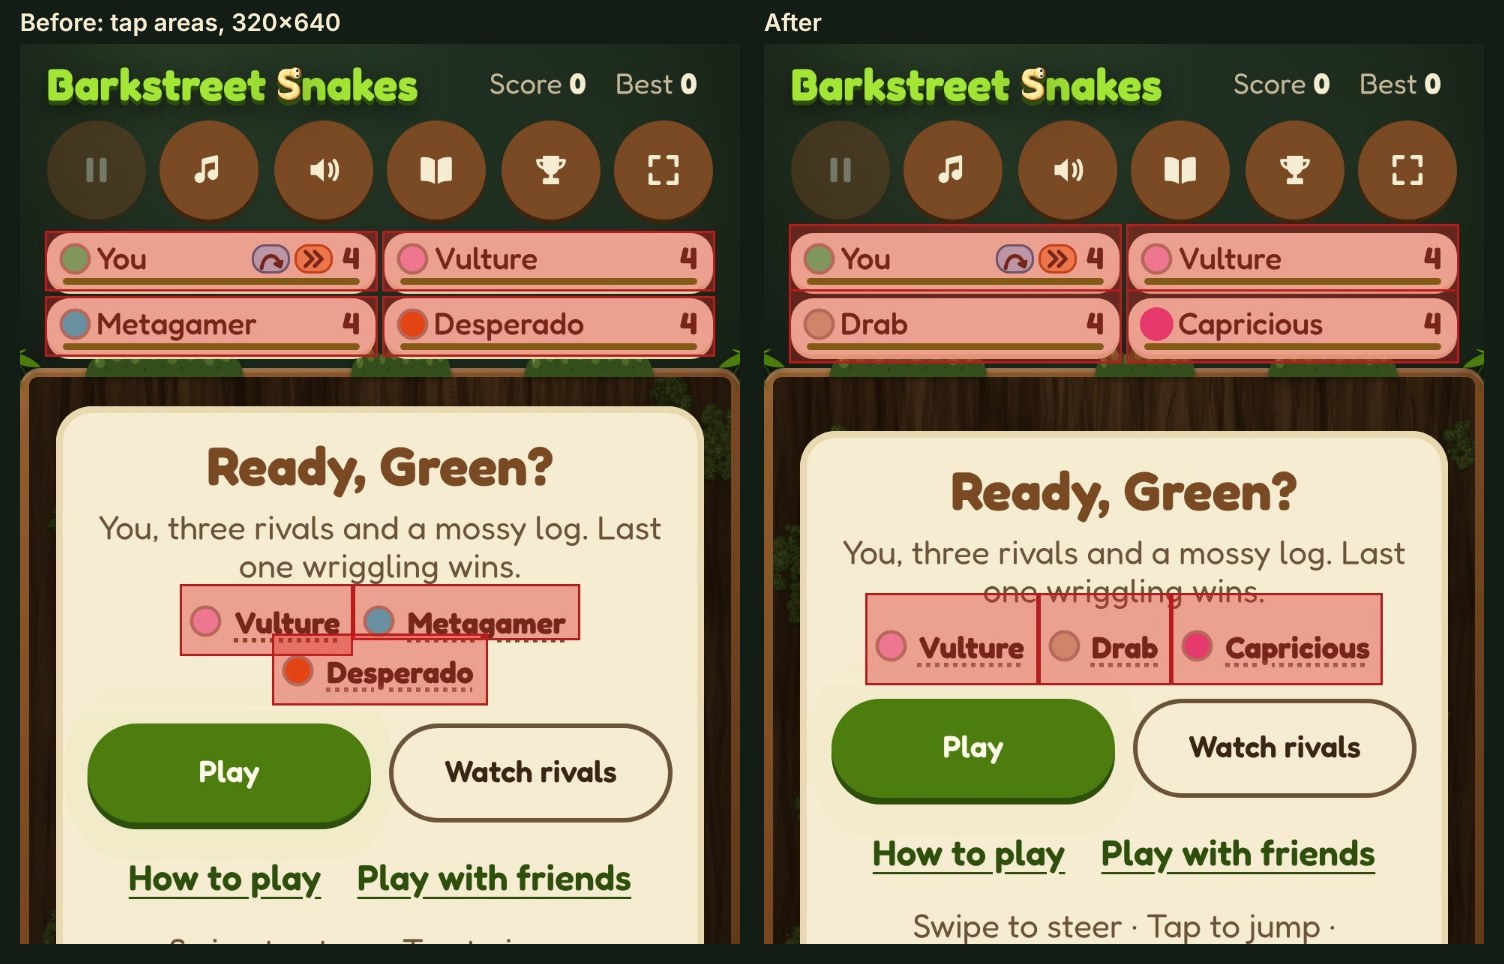 Before: tap areas, 320×640
Barkstreet Snakes Score 0 Best 0
You 4 Vulture 4
Metagamer 4 Desperado 4
Ready, Green?
You, three rivals and a mossy log. Last
one wriggling wins.
Vulture Metagamer
Desperado
Play Watch rivals
How to play Play with friends
After
Barkstreet Snakes Score 0 Best 0
You 4 Vulture 4
Drab 4 Capricious 4
Ready, Green?
You, three rivals and a mossy log. Last
one wriggling wins.
Vulture Drab Capricious
Play Watch rivals
How to play Play with friends
Swipe to steer · Tap to jump ·